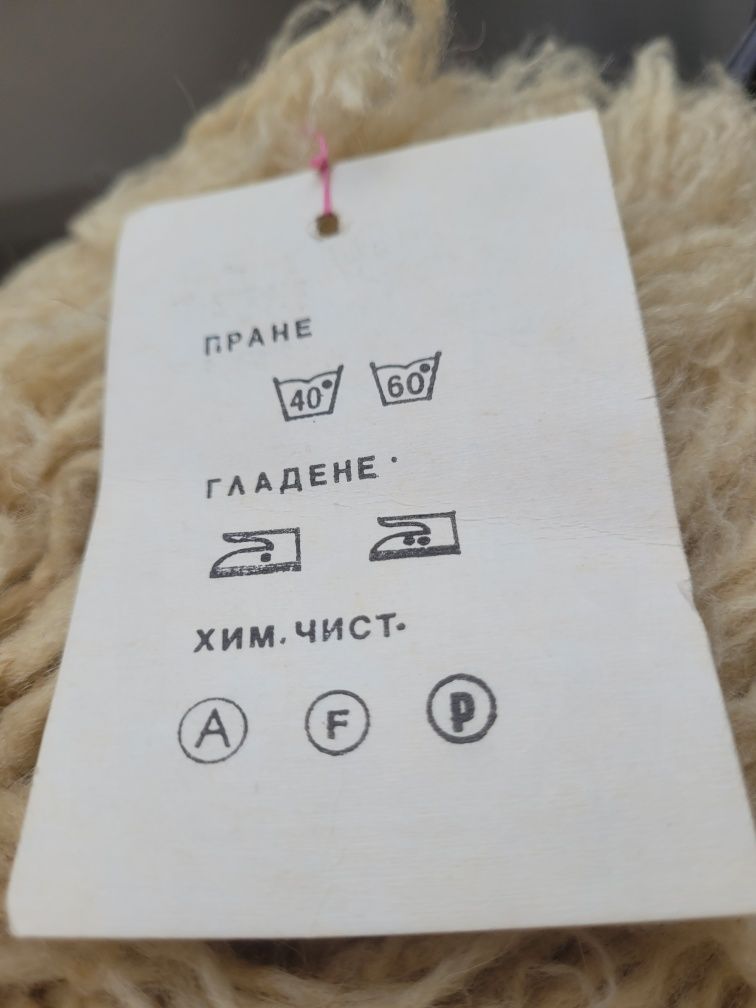 ПРАНЕ
40° 60°
ГЛАДЕНЕ
ХИМ. ЧИСТ.
A F P